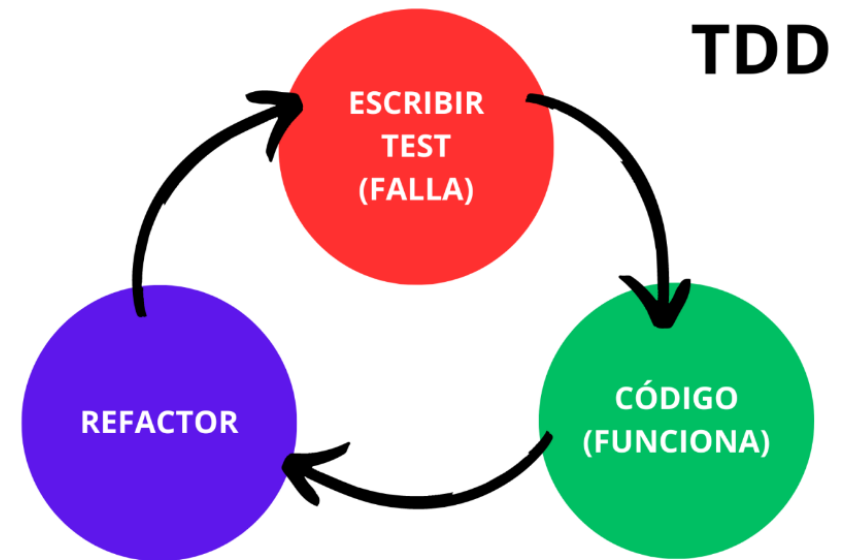 TDD
ESCRIBIR
TEST
(FALLA)
CÓDIGO
(FUNCIONA)
REFACTOR